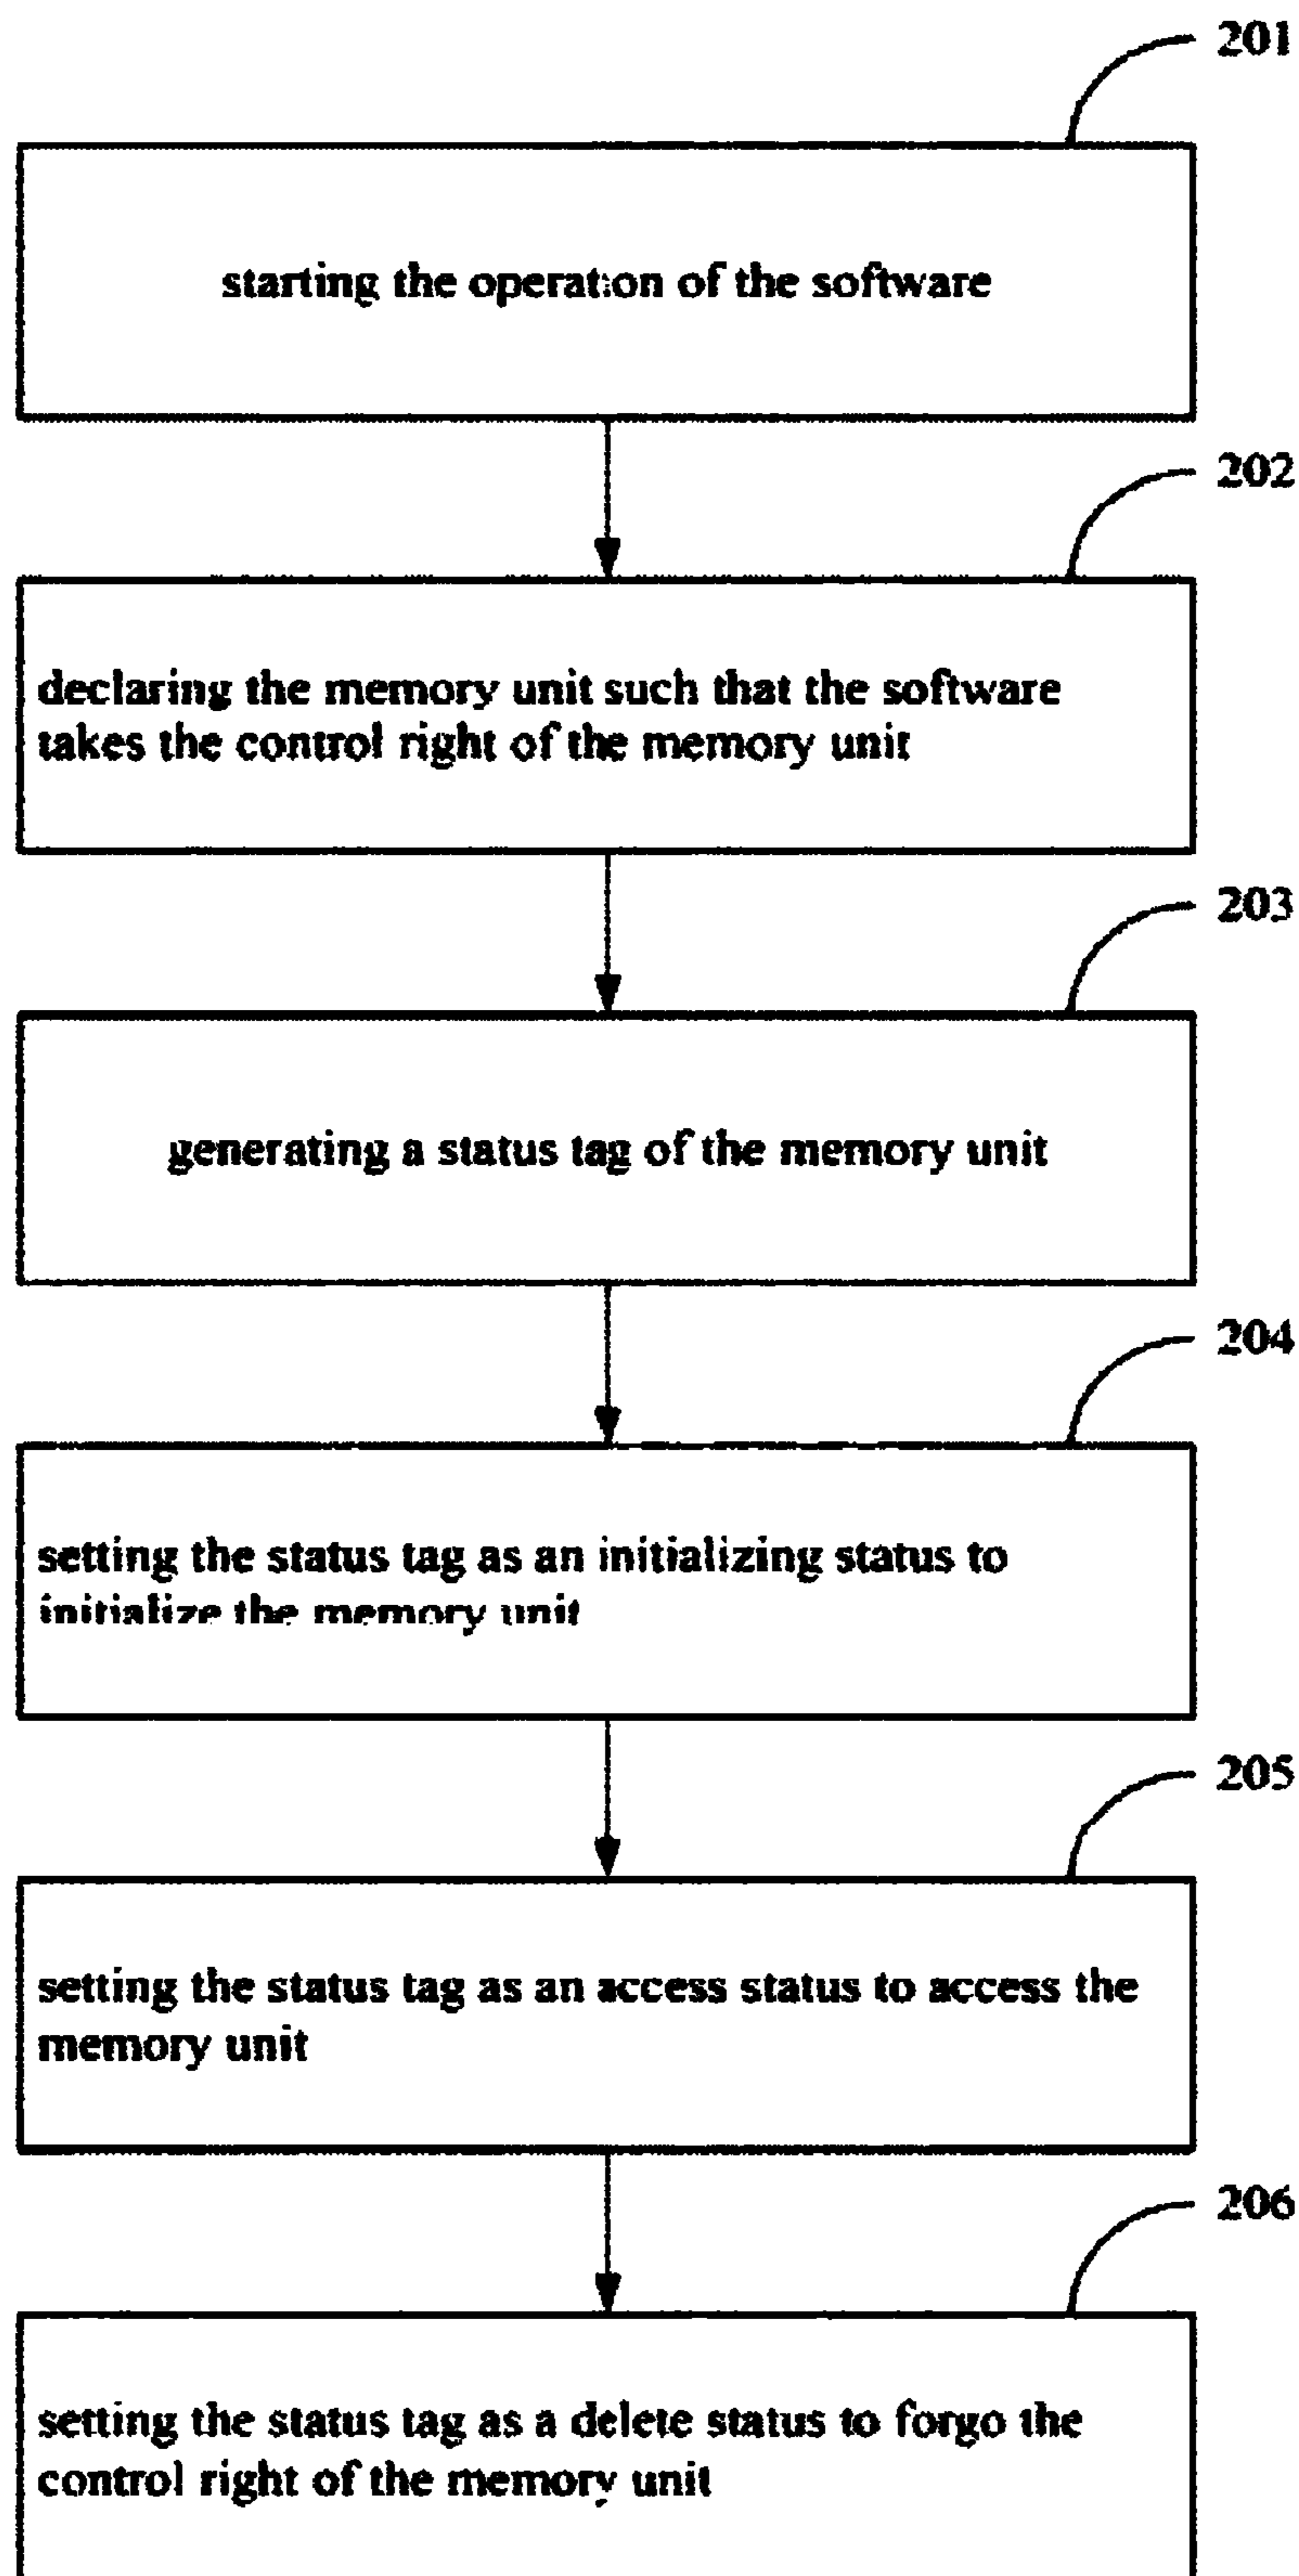 201
starting the operation of the software
202
declaring the memory unit such that the software
takes the control right of the memory unit
203
generating a status tag of the memory unit
204
setting the status tag as an initializing status to
initialize the memory unit
205
setting the status tag as an access status to access the
memory unit
206
setting the status tag as a delete status to forgo the
control right of the memory unit